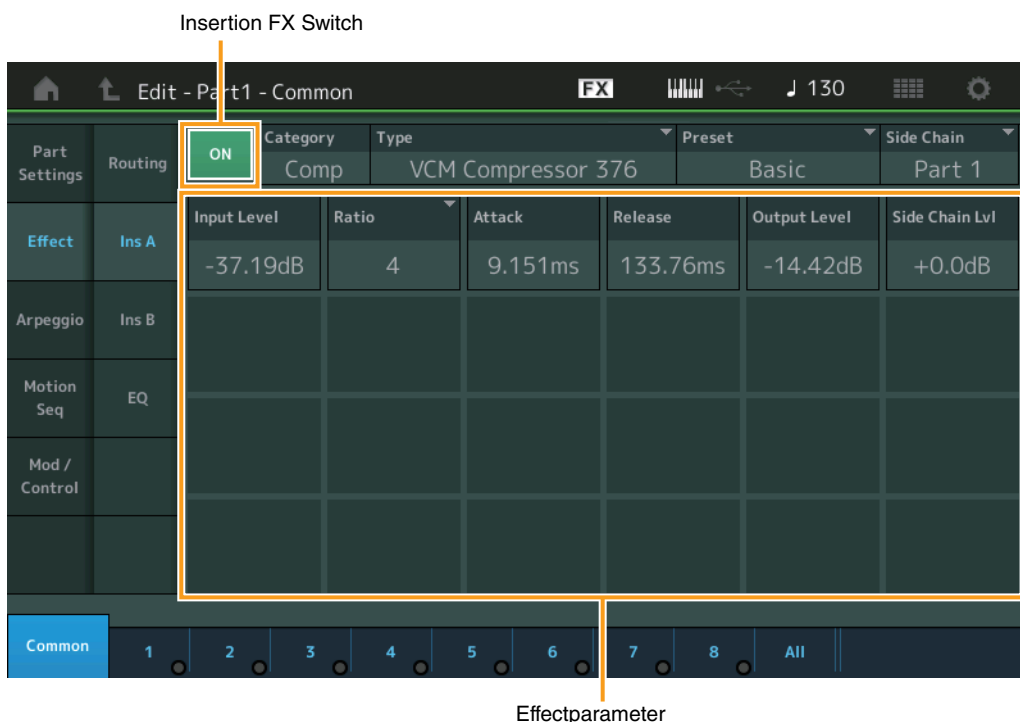 Insertion FX Switch
Edit - Part1 - Common
FX
130
Part Settings
Routing
ON
Category
Comp
Type
VCM Compressor 376
Preset
Basic
Side Chain
Part 1
Effect
Ins A
Input Level
-37.19dB
Ratio
4
Attack
9.151ms
Release
133.76ms
Output Level
-14.42dB
Side Chain Lvl
+0.0dB
Arpeggio
Ins B
Motion Seq
EQ
Mod / Control
Common
1
2
3
4
5
6
7
8
All
Effectparameter